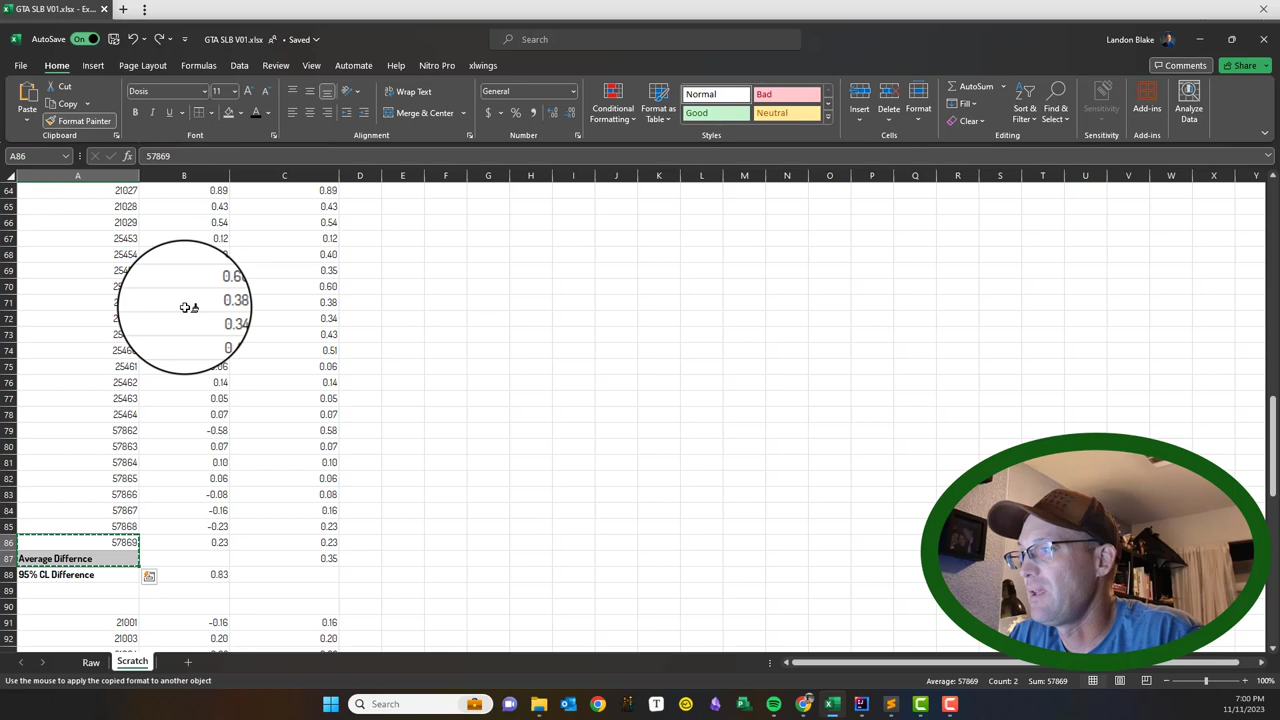 GTA SLB V01.xlsx - Ex...
AutoSave On GTA SLB V01.xlsx • Saved Search Landon Blake
File Home Insert Page Layout Formulas Data Review View Automate Help Nitro Pro xlwings Comments Share
Paste Cut Copy Format Painter Clipboard
Dosis 11 B I U Font
Wrap Text Merge & Center Alignment
General $ % Number
Conditional Formatting Format as Table Normal Bad Good Neutral Styles
Insert Delete Format Cells
AutoSum Fill Clear Sort & Filter Find & Select Editing
Sensitivity Sensitivity
Add-ins Add-ins
Analyze Data
A86 fx 57869
A B C D E F G H I J K L M N O P Q R S T U V W X Y
64 21027 0.89 0.89
65 21028 0.43 0.43
66 21029 0.54 0.54
67 25453 0.12 0.12
68 25454 0.40
69 0.35
70 0.60
71 0.38 0.38
72 0.34 0.34
73 0.43
74 0.51
75 25461 0.06
76 25462 0.14 0.14
77 25463 0.05 0.05
78 25464 0.07 0.07
79 57862 -0.58 0.58
80 57863 0.07 0.07
81 57864 0.10 0.10
82 57865 0.06 0.06
83 57866 -0.08 0.08
84 57867 -0.16 0.16
85 57868 -0.23 0.23
86 57869 0.23 0.23
87 Average Differnce 0.35
88 95% CL Difference 0.83
89
90
91 21001 -0.16 0.16
92 21003 0.20 0.20
Raw Scratch
Use the mouse to apply the copied format to another object Average: 57869 Count: 2 Sum: 57869 100%
Search 7:00 PM
11/11/2023